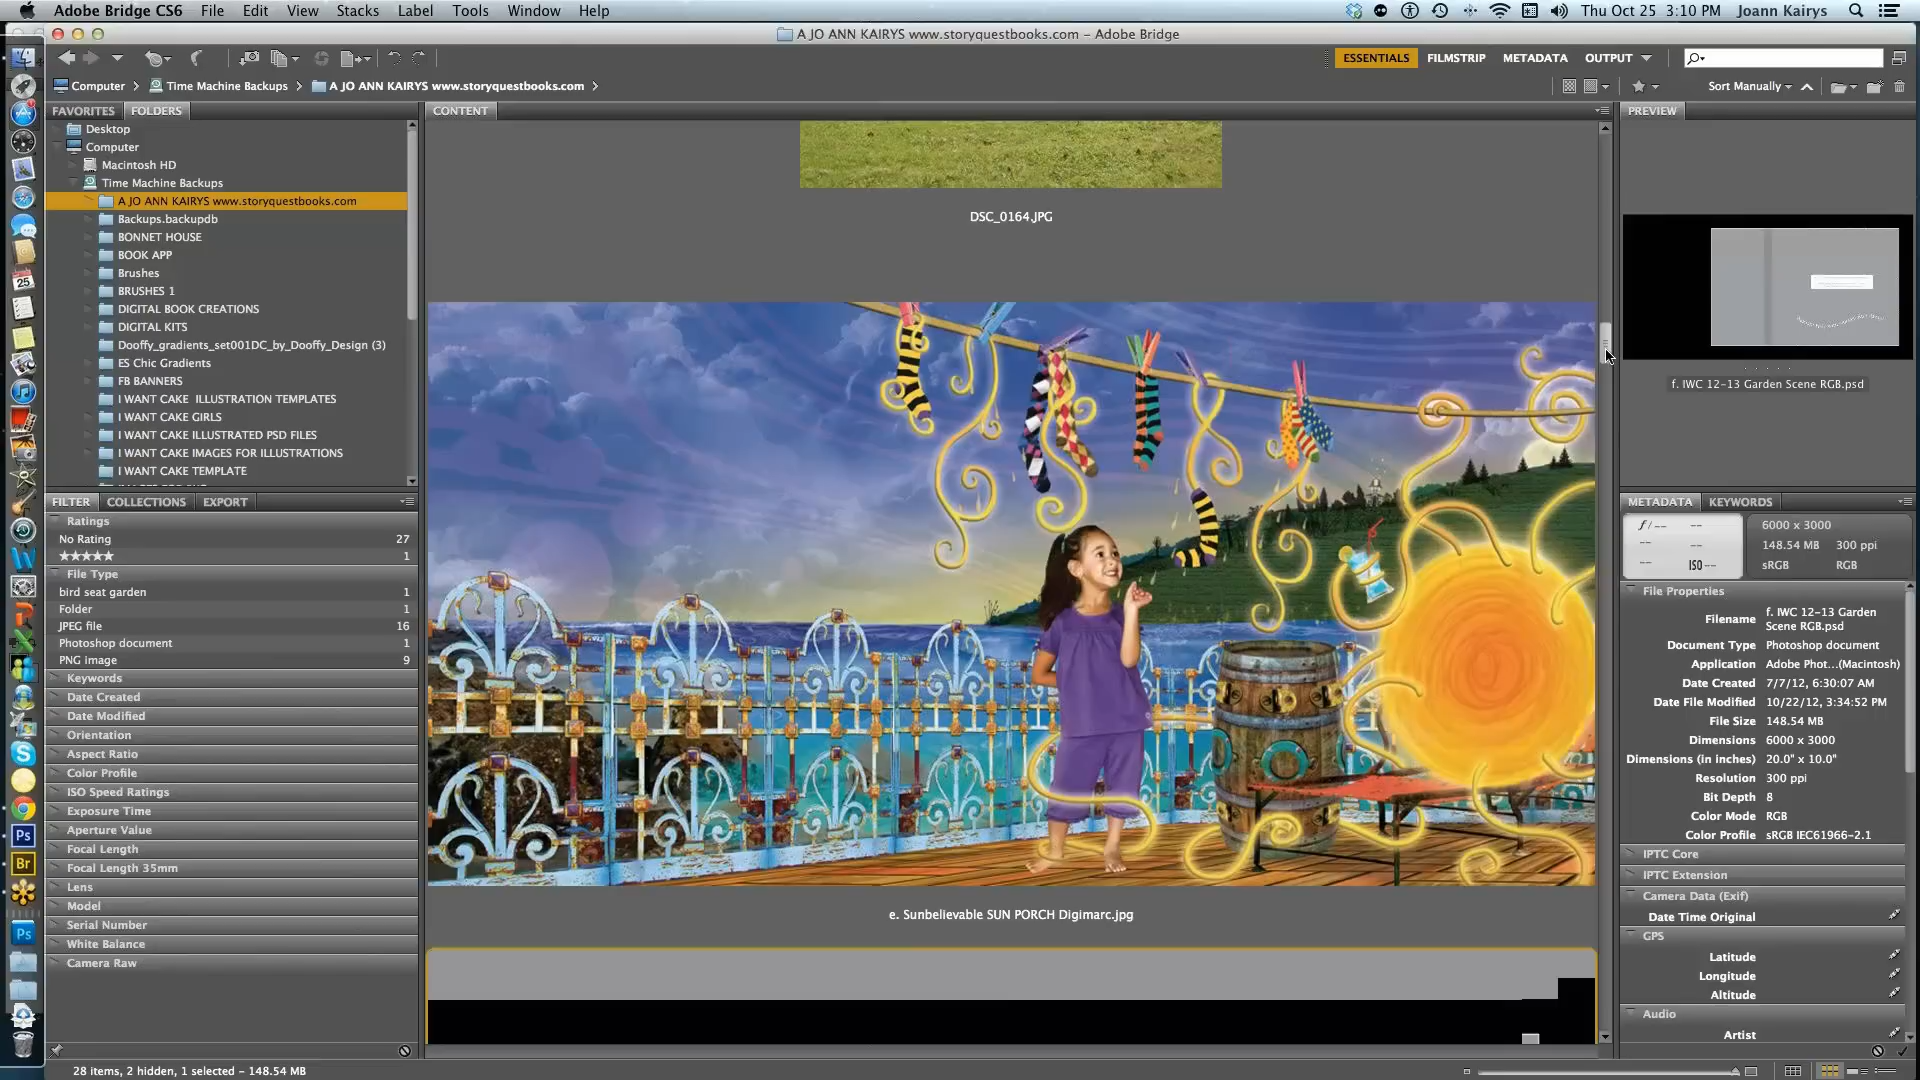 Adobe Bridge CS6 File Edit View Stacks Label Tools Window Help Thu Oct 25 3:10 PM Joann Kairys
A JO ANN KAIRYS www.storyquestbooks.com – Adobe Bridge
ESSENTIALS FILMSTRIP METADATA OUTPUT
Computer Time Machine Backups A JO ANN KAIRYS www.storyquestbooks.com Sort Manually
FAVORITES FOLDERS
Desktop
Computer
Macintosh HD
Time Machine Backups
A JO ANN KAIRYS www.storyquestbooks.com
Backups.backupdb
BONNET HOUSE
BOOK APP
Brushes
BRUSHES 1
DIGITAL BOOK CREATIONS
DIGITAL KITS
Dooffy_gradients_set001DC_by_Dooffy_Design (3)
ES Chic Gradients
FB BANNERS
I WANT CAKE ILLUSTRATION TEMPLATES
I WANT CAKE GIRLS
I WANT CAKE ILLUSTRATED PSD FILES
I WANT CAKE IMAGES FOR ILLUSTRATIONS
I WANT CAKE TEMPLATE
FILTER COLLECTIONS EXPORT
Ratings
No Rating 27
★★★★★ 1
File Type
bird seat garden 1
Folder 1
JPEG file 16
Photoshop document 1
PNG image 9
Keywords
Date Created
Date Modified
Orientation
Aspect Ratio
Color Profile
ISO Speed Ratings
Exposure Time
Aperture Value
Focal Length
Focal Length 35mm
Lens
Model
Serial Number
White Balance
Camera Raw
28 items, 2 hidden, 1 selected – 148.54 MB
CONTENT
DSC_0164.JPG
e. Sunbelievable SUN PORCH Digimarc.jpg
PREVIEW
f. IWC 12–13 Garden Scene RGB.psd
METADATA KEYWORDS
f/-- -- 6000 x 3000
-- -- 148.54 MB 300 ppi
-- ISO -- sRGB RGB
File Properties
Filename f. IWC 12–13 Garden
Scene RGB.psd
Document Type Photoshop document
Application Adobe Phot...(Macintosh)
Date Created 7/7/12, 6:30:07 AM
Date File Modified 10/22/12, 3:34:52 PM
File Size 148.54 MB
Dimensions 6000 x 3000
Dimensions (in inches) 20.0" x 10.0"
Resolution 300 ppi
Bit Depth 8
Color Mode RGB
Color Profile sRGB IEC61966–2.1
IPTC Core
IPTC Extension
Camera Data (Exif)
Date Time Original
GPS
Latitude
Longitude
Altitude
Audio
Artist
25
Ps
Br
Ps